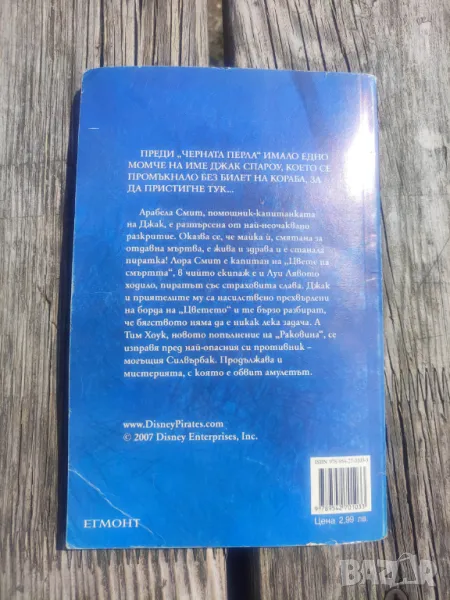 ПРЕДИ „ЧЕРНАТА ПЕРЛА“ ИМАЛО ЕДНО
МОМЧЕ НА ИМЕ ДЖАК СПАРОУ, КОЕТО СЕ
ПРОМЪКНАЛО БЕЗ БИЛЕТ НА КОРАБА, ЗА
ДА ПРИСТИГНЕ ТУК...
Арабела Смит, помощник-капитанката
на Джак, е разтърсена от най-неочаквано
разкритие. Оказва се, че майка ѝ, смятана за
отдавна мъртва, е жива и здрава и е станала
пиратка! Лора Смит е капитан на „Цвете на
смъртта“, в чийто екипаж е и Луи Лявото
ходило, пиратът със страховита слава. Джак
и приятелите му са насилствено прехвърлени
на борда на „Цветето“ и те бързо разбират,
че бягството няма да е никак лека задача. А
Тим Хоук, новото попълнение на „Раковина“, се
изправя пред най-опасния си противник –
могъщия Силвърбак. Продължава и
мистерията, с която е обвит амулетът.
www.DisneyPirates.com
© 2007 Disney Enterprises, Inc.
ЕГМОНТ
Цена 2,99 лв.
BAZAR